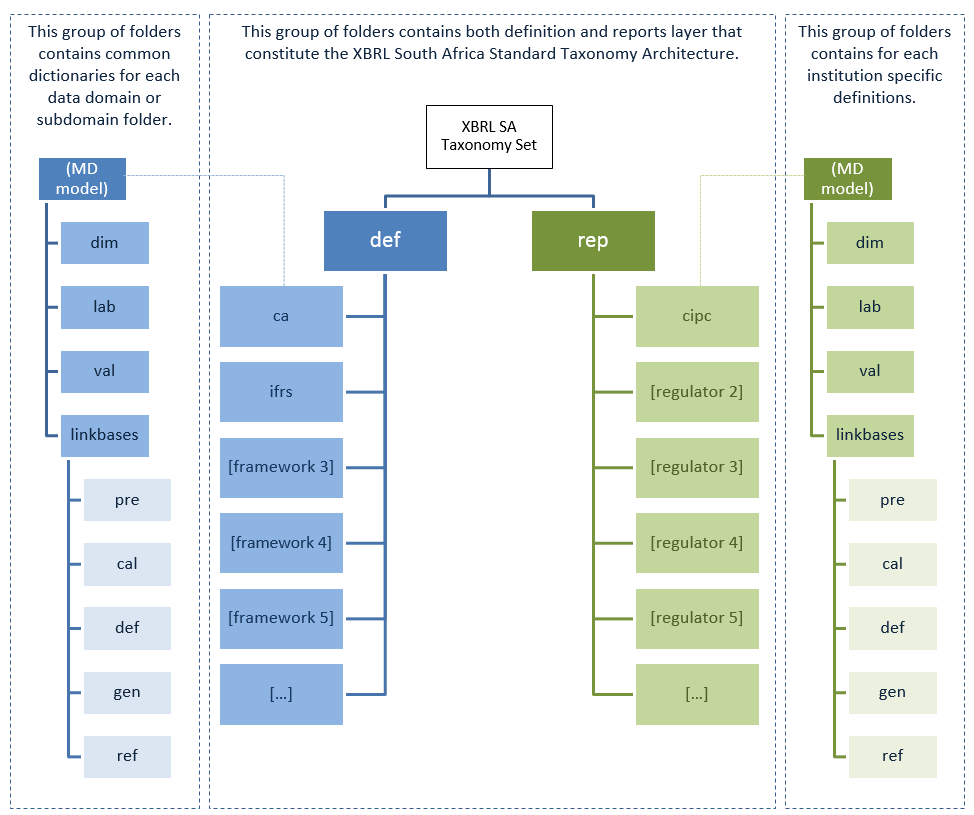 This group of folders
contains common
dictionaries for each
data domain or
subdomain folder.
(MD
model)
dim
lab
val
linkbases
pre
cal
def
gen
ref
This group of folders contains both definition and reports layer that
constitute the XBRL South Africa Standard Taxonomy Architecture.
XBRL SA
Taxonomy Set
def
rep
ca
ifrs
[framework 3]
[framework 4]
[framework 5]
[...]
cipc
[regulator 2]
[regulator 3]
[regulator 4]
[regulator 5]
[...]
This group of folders
contains for each
institution specific
definitions.
(MD
model)
dim
lab
val
linkbases
pre
cal
def
gen
ref